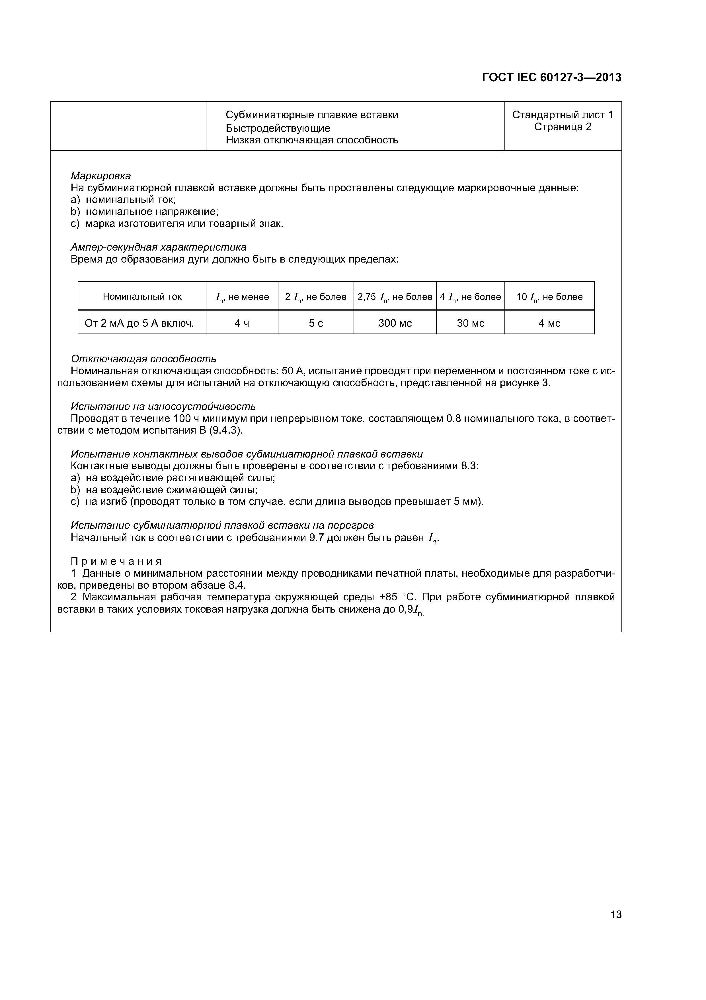 ГОСТ IEC 60127-3—2013
Субминиатюрные плавкие вставки
Быстродействующие
Низкая отключающая способность
Стандартный лист 1
Страница 2
Маркировка
На субминиатюрной плавкой вставке должны быть проставлены следующие маркировочные данные:
a) номинальный ток;
b) номинальное напряжение;
c) марка изготовителя или товарный знак.
Ампер-секундная характеристика
Время до образования дуги должно быть в следующих пределах:
Номинальный ток In, не менее 2 In, не более 2,75 In, не более 4 In, не более 10 In, не более
От 2 мА до 5 А включ. 4 ч 5 с 300 мс 30 мс 4 мс
Отключающая способность
Номинальная отключающая способность: 50 А, испытание проводят при переменном и постоянном токе с ис-
пользованием схемы для испытаний на отключающую способность, представленной на рисунке 3.
Испытание на износоустойчивость
Проводят в течение 100 ч минимум при непрерывном токе, составляющем 0,8 номинального тока, в соответ-
ствии с методом испытания В (9.4.3).
Испытание контактных выводов субминиатюрной плавкой вставки
Контактные выводы должны быть проверены в соответствии с требованиями 8.3:
a) на воздействие растягивающей силы;
b) на воздействие сжимающей силы;
c) на изгиб (проводят только в том случае, если длина выводов превышает 5 мм).
Испытание субминиатюрной плавкой вставки на перегрев
Начальный ток в соответствии с требованиями 9.7 должен быть равен In.
Примечания
1 Данные о минимальном расстоянии между проводниками печатной платы, необходимые для разработчи-
ков, приведены во втором абзаце 8.4.
2 Максимальная рабочая температура окружающей среды +85 °С. При работе субминиатюрной плавкой
вставки в таких условиях токовая нагрузка должна быть снижена до 0,9In.
13